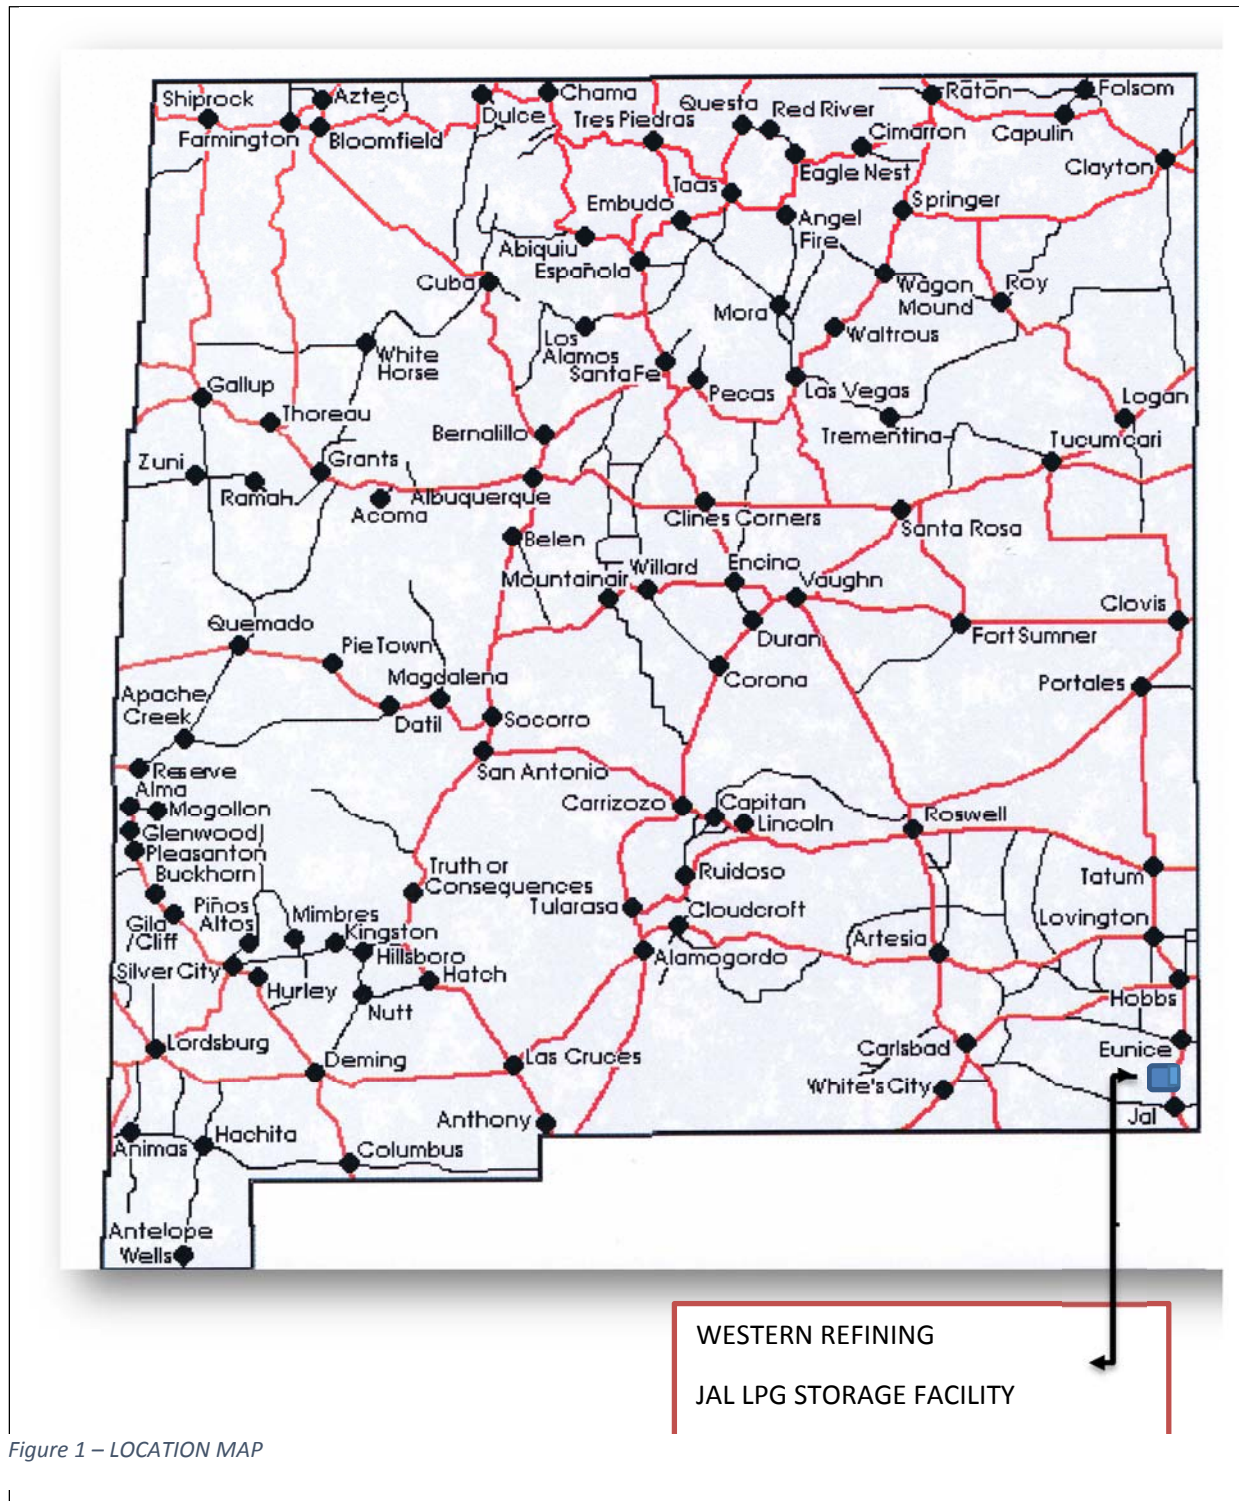 Shiprock
Aztec
Farmington
Bloomfield
Dulce
Chama
Tres Piedras
Questa
Red River
Cimarron
Raton
Folsom
Capulin
Clayton
Eagle Nest
Taas
Embudo
Springer
Angel
Fire
Abiquiu
Española
Cuba
Wagon
Mound
Roy
Mora
Los
Alamos
Watrous
White
Horse
Santa Fe
Pecas
Las Vegas
Gallup
Thoreau
Logan
Trementina
Bernalillo
Tucumcari
Zuni
Grants
Ramah
Acoma
Albuquerque
Clines Corners
Santa Rosa
Belen
Willard
Encino
Mountainair
Vaughn
Clovis
Quemado
Duran
Fort Sumner
Pie Town
Magdalena
Corona
Portales
Apache
Creek
Datil
Socorro
San Antonio
Reserve
Alma
Mogollon
Carrizozo
Capitan
Lincoln
Roswell
Glenwood
Pleasanton
Buckhorn
Truth or
Consequences
Ruidoso
Tatum
Piños
Altos
Mimbres
Tularasa
Cloudcroft
Lovington
Gila
Cliff
Kingston
Hillsboro
Artesia
Silver City
Hatch
Alamogordo
Hurley
Nutt
Hobbs
Lordsburg
Deming
Las Cruces
Carlsbad
Eunice
White's City
Anthony
Jal
Animas
Hachita
Columbus
Antelope
Wells
WESTERN REFINING
JAL LPG STORAGE FACILITY
Figure 1 – LOCATION MAP